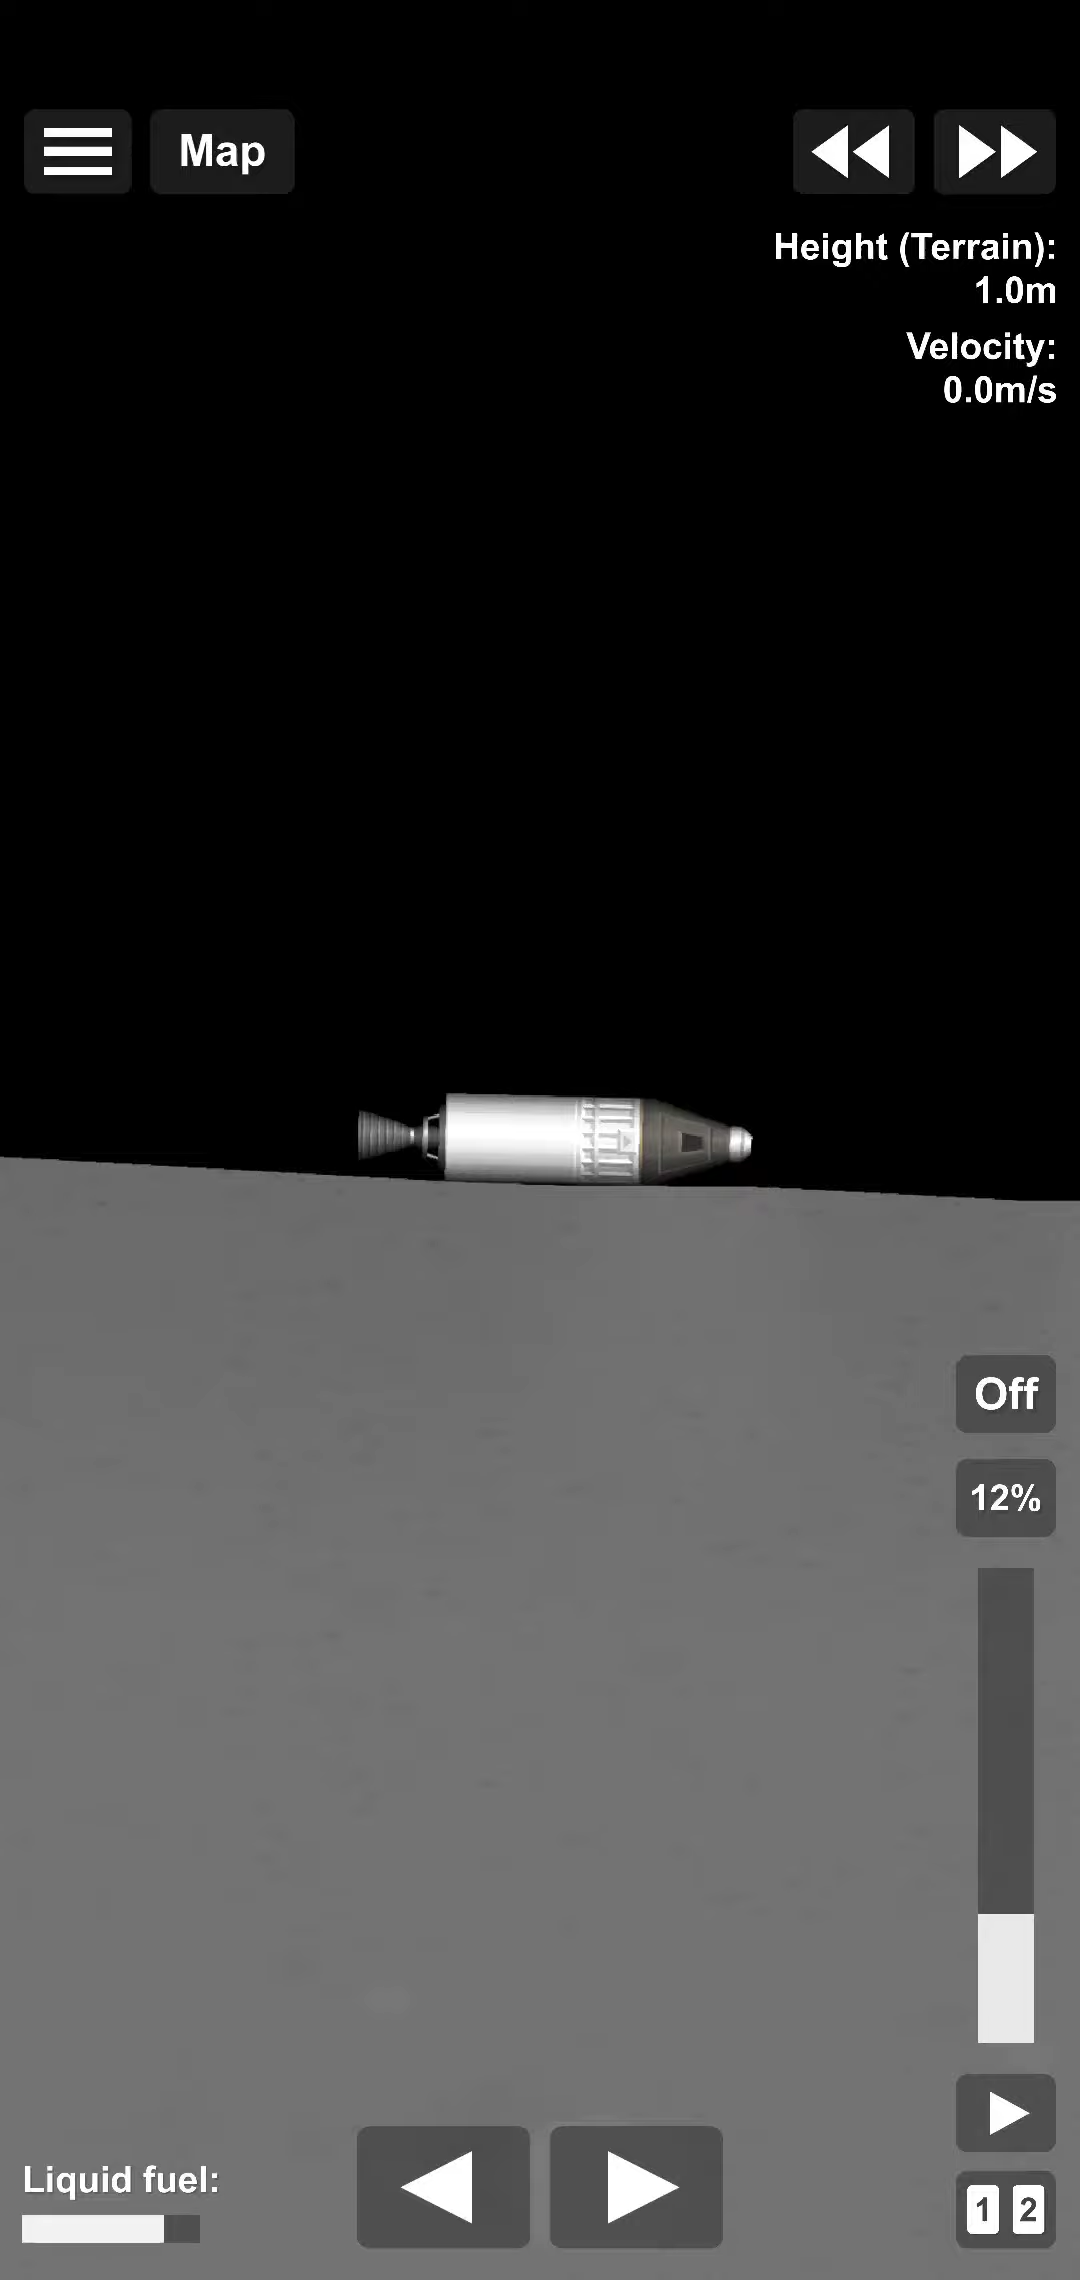 Map
Height (Terrain):
1.0m
Velocity:
0.0m/s
Off
12%
Liquid fuel:
1 2